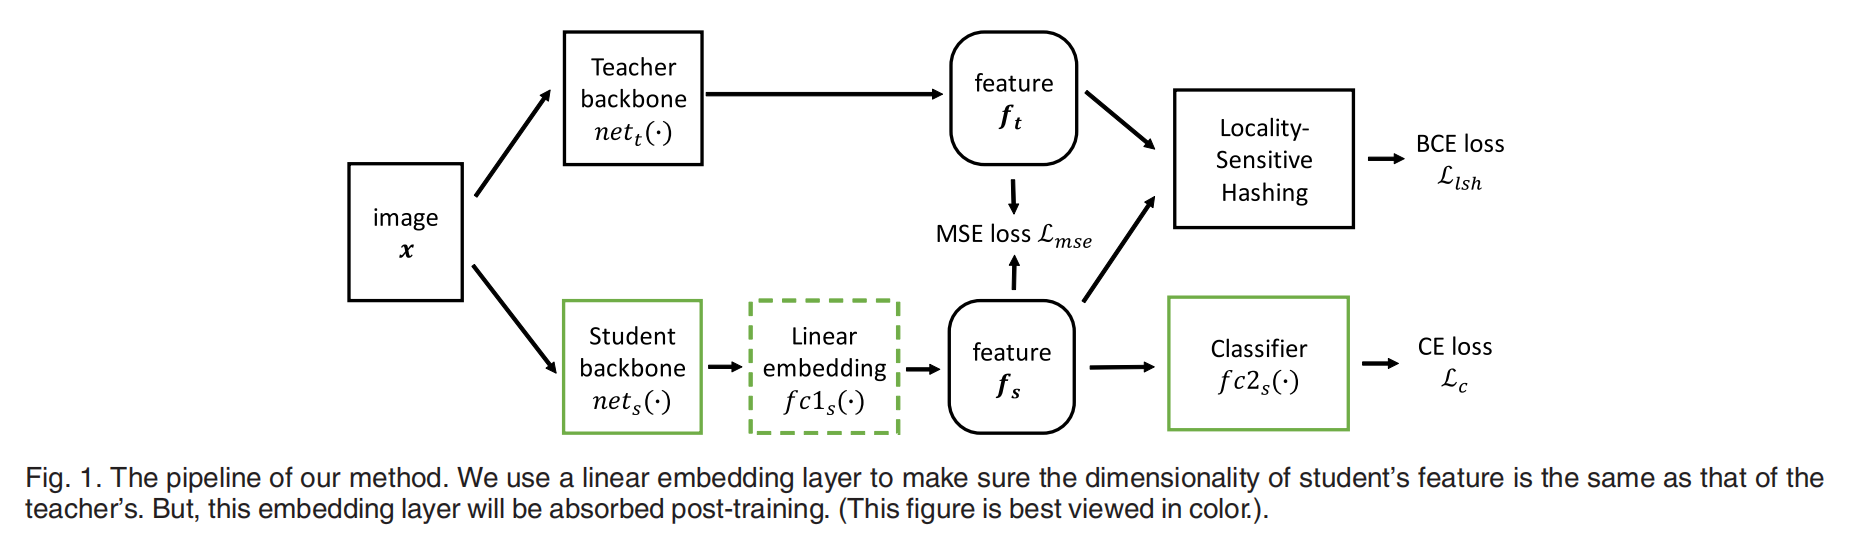 image
x
Teacher
backbone
net_t(·)
feature
f_t
Locality-
Sensitive
Hashing
BCE loss
ℒ_lsh
MSE loss ℒ_mse
Student
backbone
net_s(·)
Linear
embedding
fc1_s(·)
feature
f_s
Classifier
fc2_s(·)
CE loss
ℒ_c
Fig. 1. The pipeline of our method. We use a linear embedding layer to make sure the dimensionality of student’s feature is the same as that of the
teacher’s. But, this embedding layer will be absorbed post-training. (This figure is best viewed in color.).